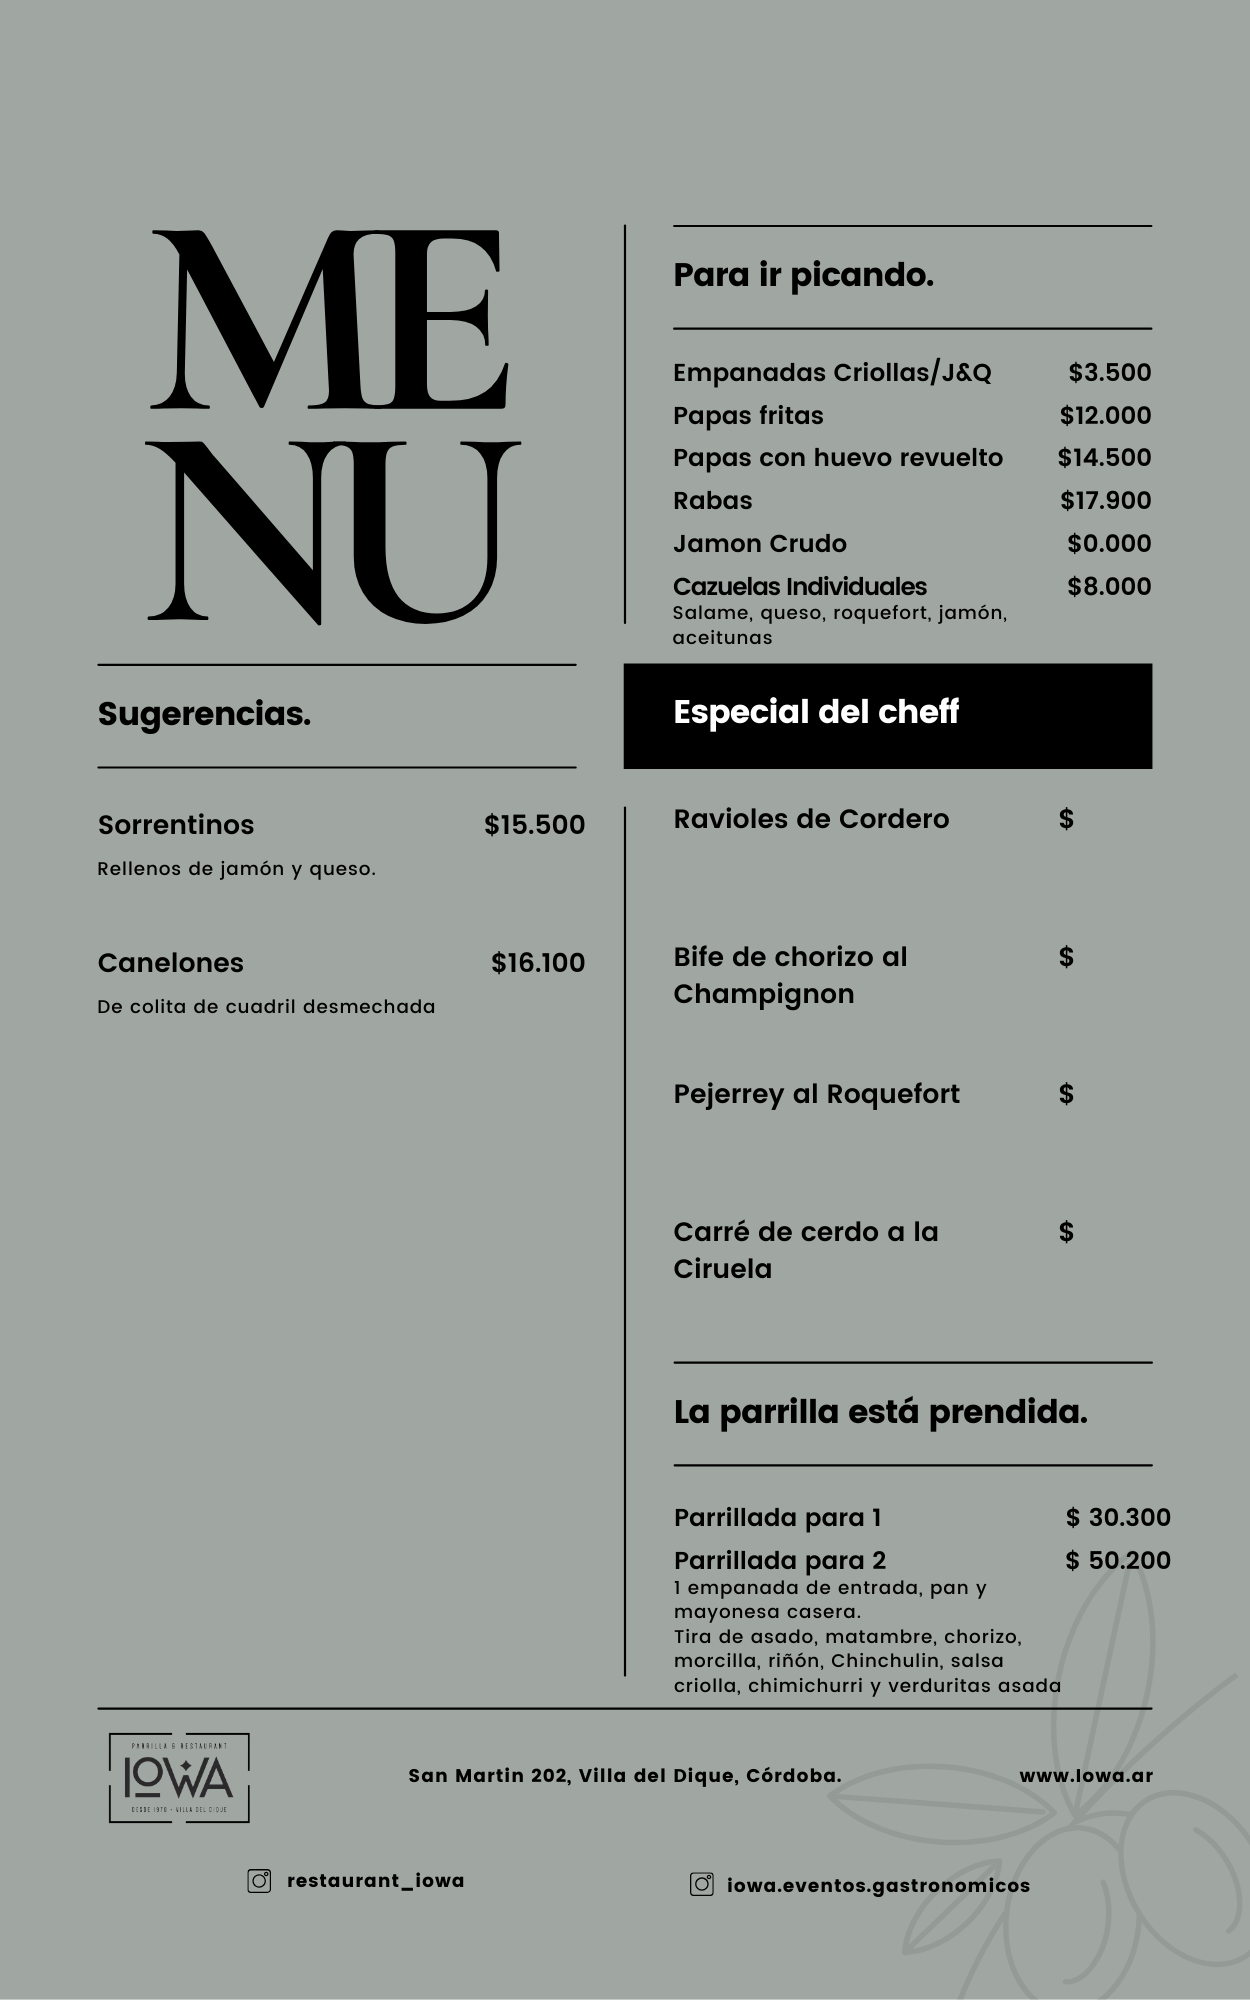 MENU
Para ir picando.
Empanadas Criollas/J&Q $3.500
Papas fritas $12.000
Papas con huevo revuelto $14.500
Rabas $17.900
Jamon Crudo $0.000
Cazuelas Individuales $8.000
Salame, queso, roquefort, jamón,
aceitunas
Sugerencias.
Sorrentinos $15.500
Rellenos de jamón y queso.
Canelones $16.100
De colita de cuadril desmechada
Especial del cheff
Ravioles de Cordero $
Bife de chorizo al $
Champignon
Pejerrey al Roquefort $
Carré de cerdo a la $
Ciruela
La parrilla está prendida.
Parrillada para 1 $ 30.300
Parrillada para 2 $ 50.200
1 empanada de entrada, pan y
mayonesa casera.
Tira de asado, matambre, chorizo,
morcilla, riñón, Chinchulin, salsa
criolla, chimichurri y verduritas asada
PARRILLA & RESTAURANT
IOWA
DESDE 1970 • VILLA DEL DIQUE
San Martin 202, Villa del Dique, Córdoba.
www.Iowa.ar
restaurant_iowa
iowa.eventos.gastronomicos